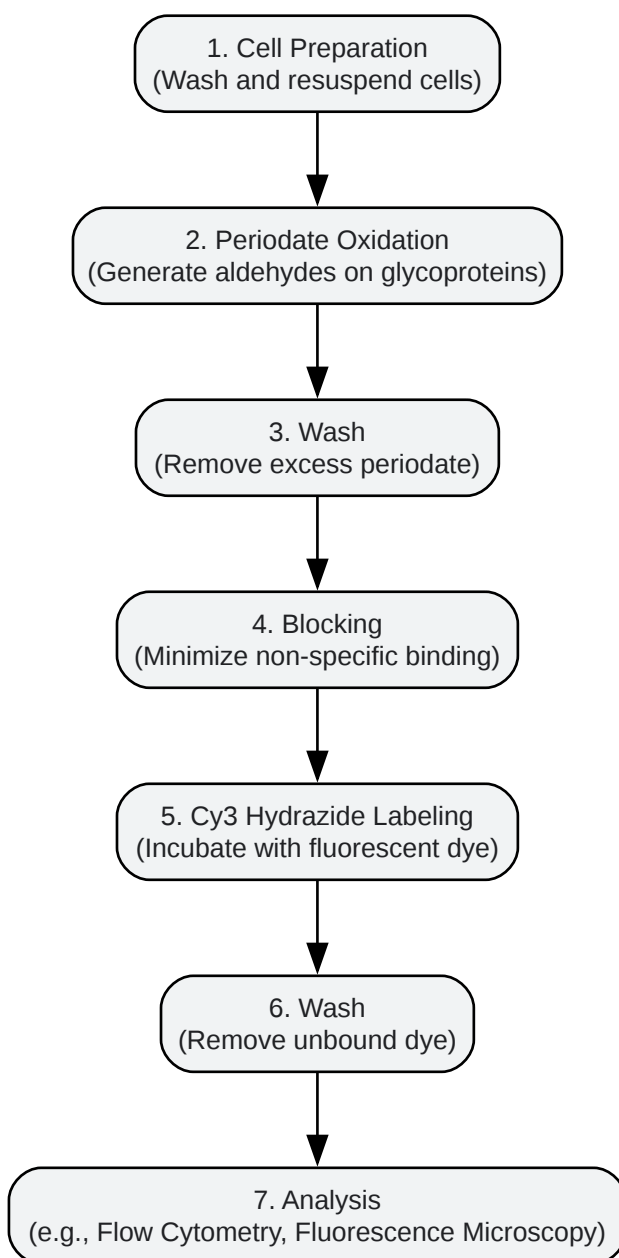 1. Cell Preparation
(Wash and resuspend cells)
2. Periodate Oxidation
(Generate aldehydes on glycoproteins)
3. Wash
(Remove excess periodate)
4. Blocking
(Minimize non-specific binding)
5. Cy3 Hydrazide Labeling
(Incubate with fluorescent dye)
6. Wash
(Remove unbound dye)
7. Analysis
(e.g., Flow Cytometry, Fluorescence Microscopy)